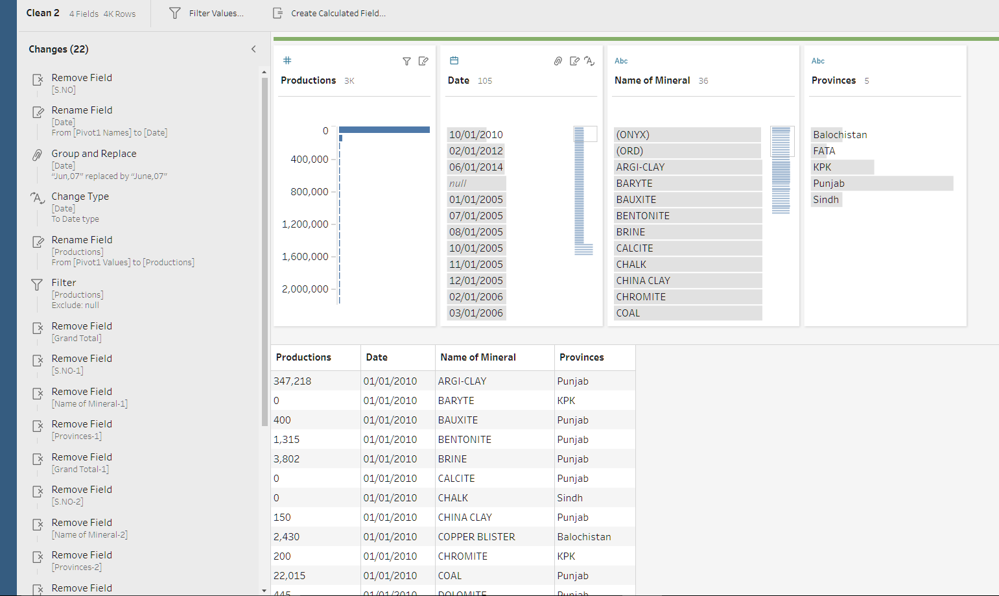 Clean 2 4 Fields 4K Rows Filter Values... Create Calculated Field...
Changes (22)
Remove Field
[S.NO]
Rename Field
[Date]
From [Pivot1 Names] to [Date]
Group and Replace
[Date]
“Jun,07” replaced by “June,07”
Change Type
[Date]
To Date type
Rename Field
[Productions]
From [Pivot1 Values] to [Productions]
Filter
[Productions]
Exclude: null
Remove Field
[Grand Total]
Remove Field
[S.NO-1]
Remove Field
[Name of Mineral-1]
Remove Field
[Provinces-1]
Remove Field
[Grand Total-1]
Remove Field
[S.NO-2]
Remove Field
[Name of Mineral-2]
Remove Field
[Provinces-2]
Remove Field
#
Productions 3K
0
400,000
800,000
1,200,000
1,600,000
2,000,000
Date 105
10/01/2010
02/01/2012
06/01/2014
null
01/01/2005
07/01/2005
08/01/2005
10/01/2005
11/01/2005
12/01/2005
02/01/2006
03/01/2006
Abc
Name of Mineral 36
(ONYX)
(ORD)
ARGI-CLAY
BARYTE
BAUXITE
BENTONITE
BRINE
CALCITE
CHALK
CHINA CLAY
CHROMITE
COAL
Abc
Provinces 5
Balochistan
FATA
KPK
Punjab
Sindh
Productions Date Name of Mineral Provinces
347,218 01/01/2010 ARGI-CLAY Punjab
0 01/01/2010 BARYTE KPK
400 01/01/2010 BAUXITE Punjab
1,315 01/01/2010 BENTONITE Punjab
3,802 01/01/2010 BRINE Punjab
0 01/01/2010 CALCITE Punjab
0 01/01/2010 CHALK Sindh
150 01/01/2010 CHINA CLAY Punjab
2,430 01/01/2010 COPPER BLISTER Balochistan
200 01/01/2010 CHROMITE KPK
22,015 01/01/2010 COAL Punjab
445 01/01/2010 DOLOMITE Punjab